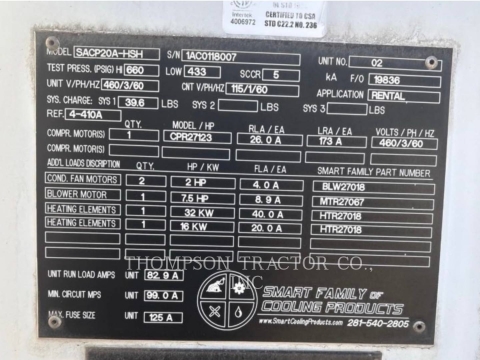 Intertek
4006972
CERTIFIED TO CSA
STD C22.2 NO. 236
MODEL/ SACP20A-HSH S/N 1AC0118007 UNIT NO. 02
TEST PRESS. (PSIG) HI 660 LOW 433 SCCR 5 kA F/O 19836
UNIT V/PH/HZ 460/3/60 CNT V/PH/HZ 115/1/60 APPLICATION RENTAL
SYS. CHARGE: SYS 1 39.6 LBS SYS 2 LBS SYS 3 LBS
REF. 4-410A
QTY. MODEL / HP RLA / EA LRA / EA VOLTS / PH / HZ
COMPR. MOTOR(S) 1 CPR27123 26.0 A 173 A 460/3/60
COMPR. MOTOR(S)
ADDTL LOADS DISCRIPTION QTY. HP / KW FLA / EA SMART FAMILY PART NUMBER
COND. FAN MOTORS 2 2 HP 4.0 A BLW27018
BLOWER MOTOR 1 7.5 HP 8.9 A MTR27067
HEATING ELEMENTS 1 32 KW 40.0 A HTR27018
HEATING ELEMENTS 1 16 KW 20.0 A HTR27018
THOMPSON TRACTOR CO., INC
UNIT RUN LOAD AMPS UNIT 82.9 A
MIN. CIRCUIT MPS UNIT 99.0 A
MAX. FUSE SIZE UNIT 125 A
SMART FAMILY OF
COOLING PRODUCTS
www.SmartCoolingProducts.com 281-540-2805